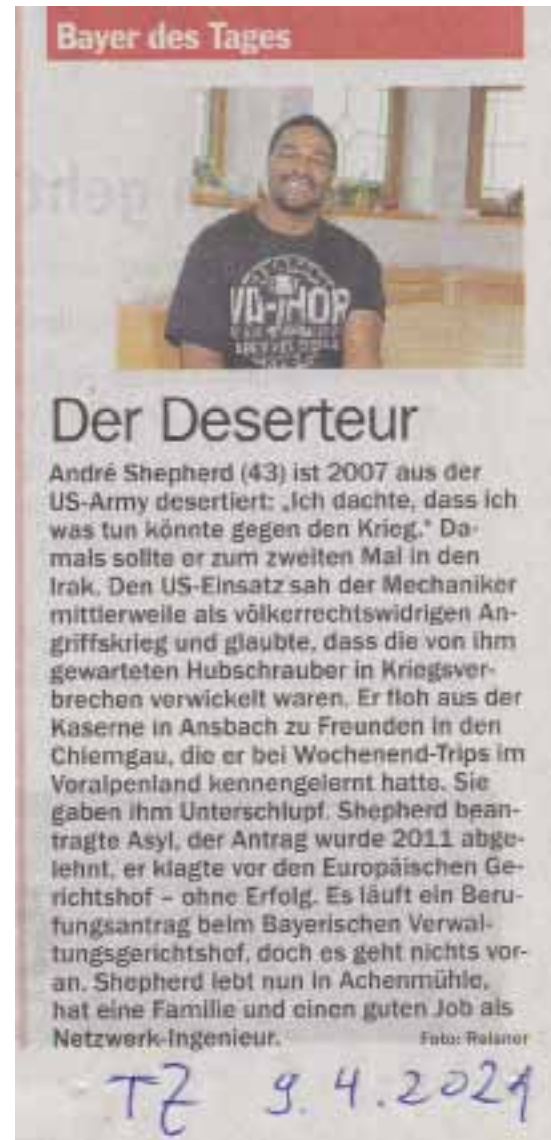 Bayer des Tages
Der Deserteur
André Shepherd (43) ist 2007 aus der
US-Army desertiert: „Ich dachte, dass ich
was tun könnte gegen den Krieg." Da-
mals sollte er zum zweiten Mal in den
Irak. Den US-Einsatz sah der Mechaniker
mittlerweile als völkerrechtswidrigen An-
griffskrieg und glaubte, dass die von ihm
gewarteten Hubschrauber in Kriegsver-
brechen verwickelt waren. Er floh aus der
Kaserne in Ansbach zu Freunden in den
Chiemgau, die er bei Wochenend-Trips im
Voralpenland kennengelernt hatte. Sie
gaben ihm Unterschlupf. Shepherd bean-
tragte Asyl, der Antrag wurde 2011 abge-
lehnt, er klagte vor den Europäischen Ge-
richtshof – ohne Erfolg. Es läuft ein Beru-
fungsantrag beim Bayerischen Verwal-
tungsgerichtshof, doch es geht nichts vor-
an. Shepherd lebt nun in Achenmühle,
hat eine Familie und einen guten Job als
Netzwerk-Ingenieur. Foto: Reisner
TZ 9.4.2021